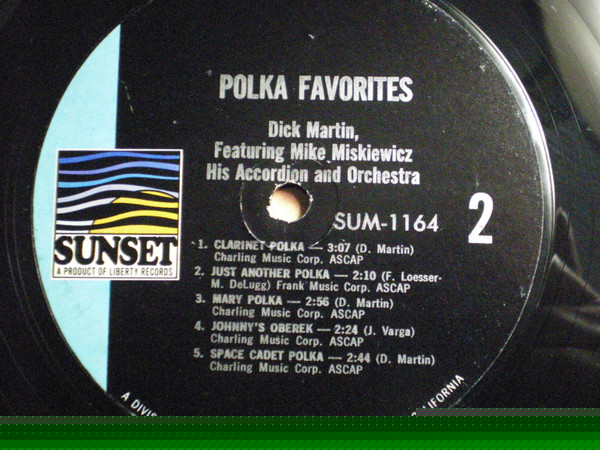 POLKA FAVORITES
Dick Martin,
Featuring Mike Miskiewicz
His Accordion and Orchestra
SUM-1164
2
SUNSET
A PRODUCT OF LIBERTY RECORDS
1. CLARINET POLKA — 3:07 (D. Martin)
Charling Music Corp. ASCAP
2. JUST ANOTHER POLKA — 2:10 (F. Loesser-
M. DeLugg) Frank Music Corp. ASCAP
3. MARY POLKA — 2:56 (D. Martin)
Charling Music Corp. ASCAP
4. JOHNNY'S OBEREK — 2:24 (J. Varga)
Charling Music Corp. ASCAP
5. SPACE CADET POLKA — 2:44 (D. Martin)
Charling Music Corp. ASCAP
A